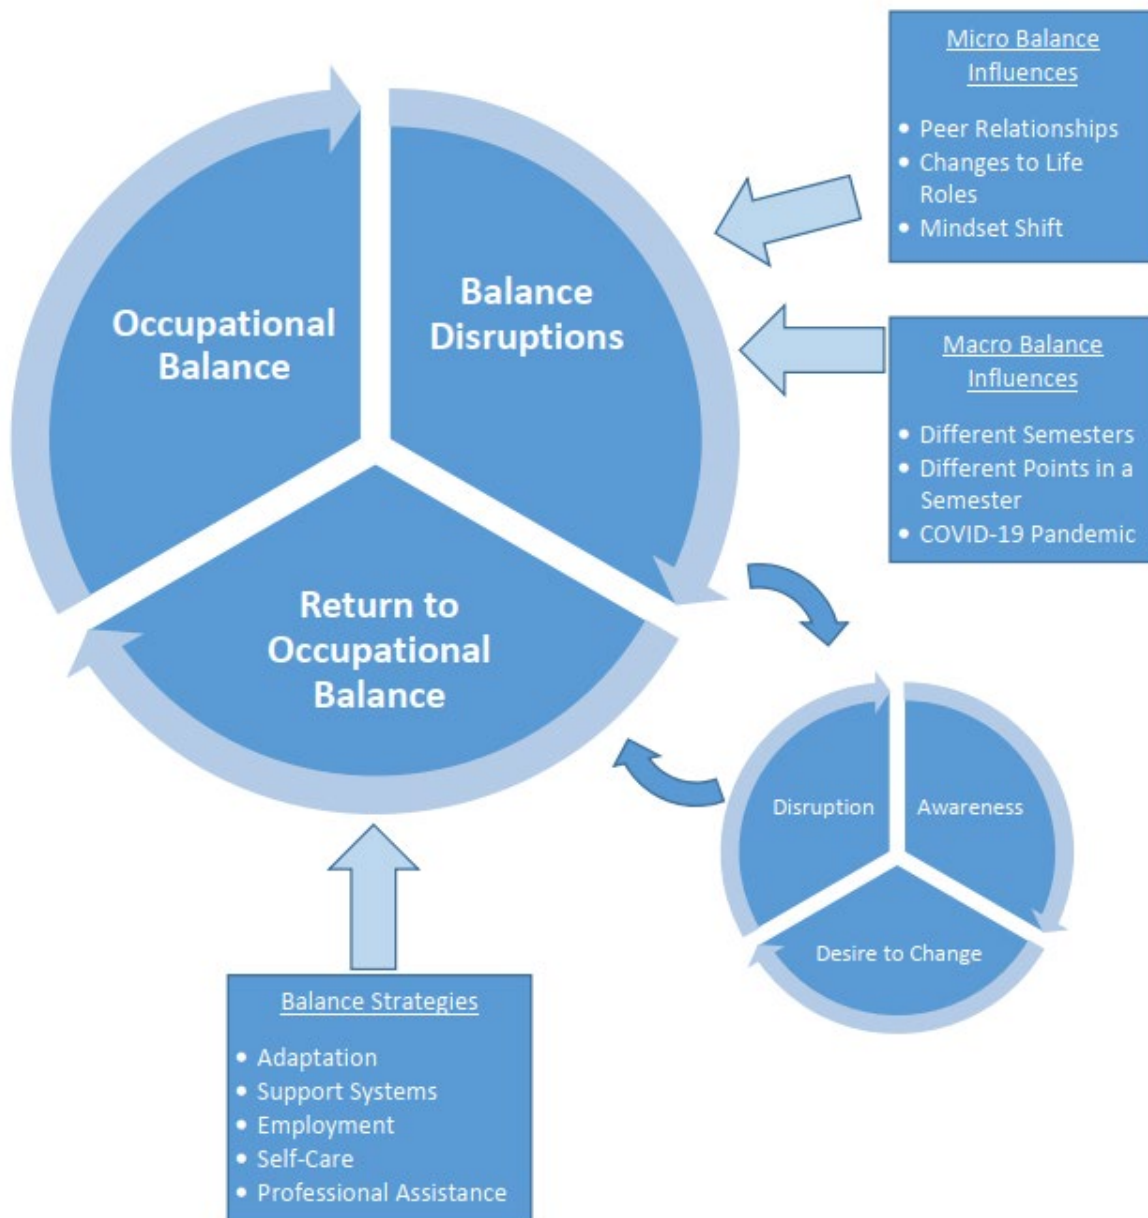 Micro Balance
Influences
• Peer Relationships
• Changes to Life
Roles
• Mindset Shift
Occupational
Balance
Balance
Disruptions
Macro Balance
Influences
• Different Semesters
• Different Points in a
Semester
• COVID-19 Pandemic
Return to
Occupational
Balance
Disruption
Awareness
Desire to Change
Balance Strategies
• Adaptation
• Support Systems
• Employment
• Self-Care
• Professional Assistance